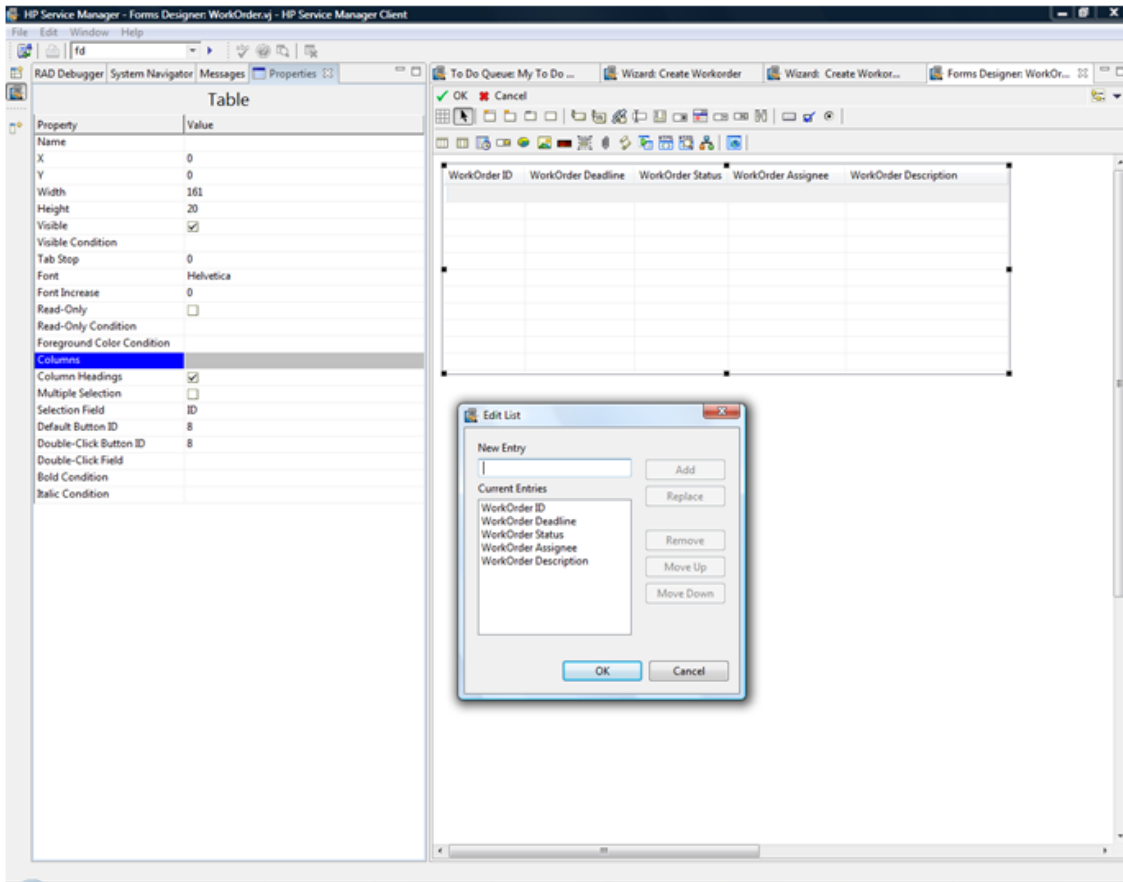 HP Service Manager - Forms Designer: WorkOrder.vj - HP Service Manager Client
File Edit Window Help
fd
RAD Debugger System Navigator Messages Properties
Table
Property Value
Name
X 0
Y 0
Width 161
Height 20
Visible
Visible Condition
Tab Stop 0
Font Helvetica
Font Increase 0
Read-Only
Read-Only Condition
Foreground Color Condition
Columns
Column Headings
Multiple Selection
Selection Field ID
Default Button ID 8
Double-Click Button ID 8
Double-Click Field
Bold Condition
Italic Condition
To Do Queue: My To Do ... Wizard: Create Workorder Wizard: Create Workor... Forms Designer: WorkOr...
OK Cancel
WorkOrder ID WorkOrder Deadline WorkOrder Status WorkOrder Assignee WorkOrder Description
Edit List
New Entry
Add
Current Entries
Replace
WorkOrder ID
WorkOrder Deadline
WorkOrder Status
WorkOrder Assignee
WorkOrder Description
Remove
Move Up
Move Down
OK Cancel